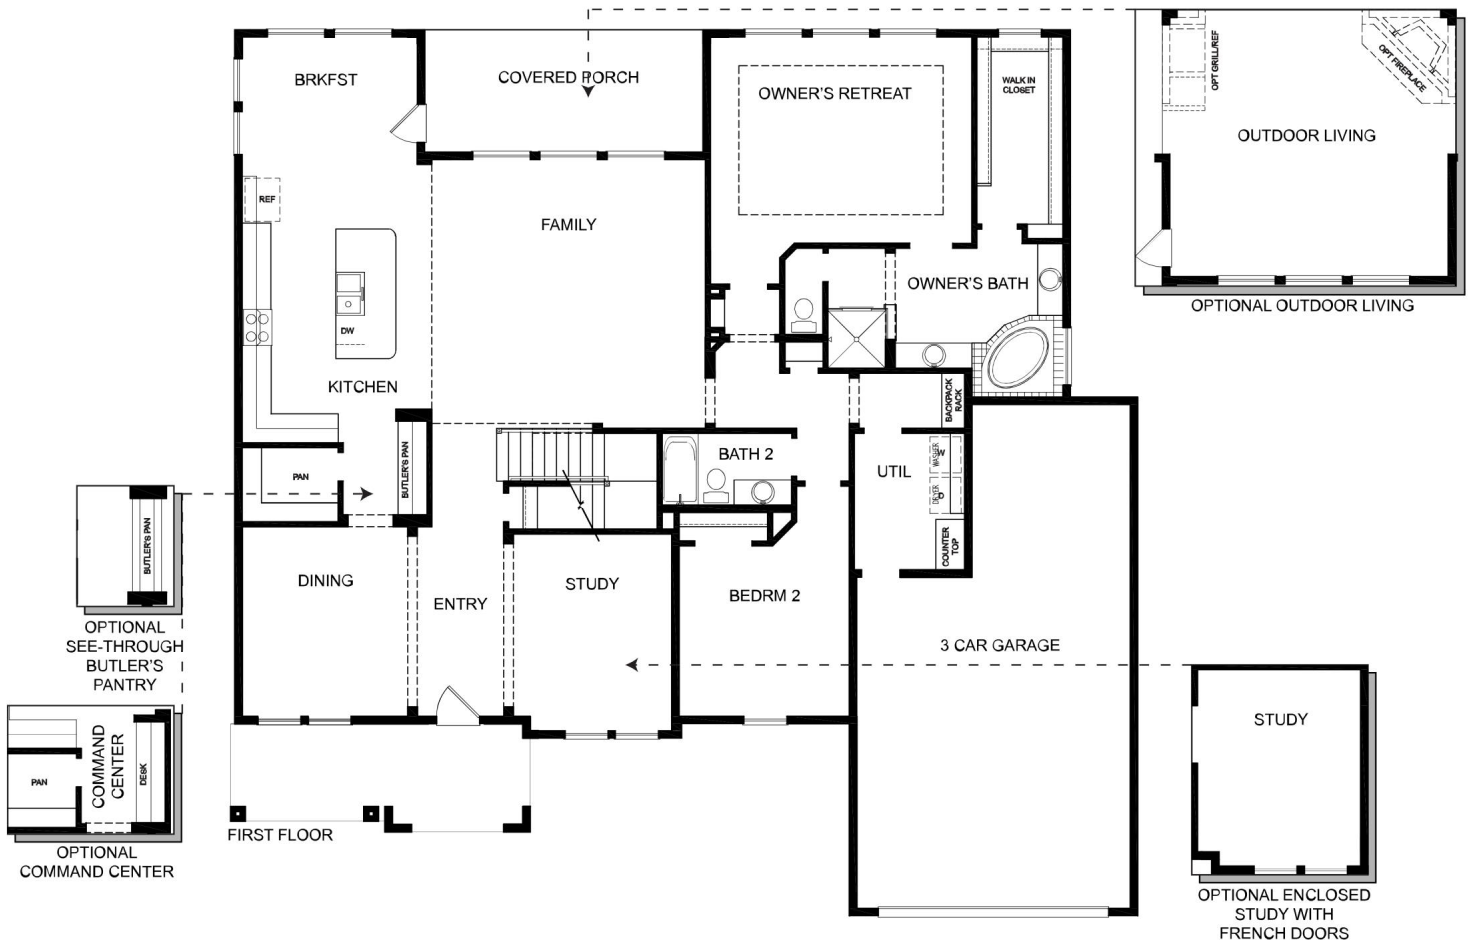 BRKFST
COVERED PORCH
OWNER'S RETREAT
WALK IN
CLOSET
OPT GRILL/REF
OPT FIREPLACE
OUTDOOR LIVING
OPTIONAL OUTDOOR LIVING
REF
FAMILY
OWNER'S BATH
DW
KITCHEN
BACKPACK
RACK
PAN
BUTLER'S PAN
BATH 2
UTIL
WASHER
W
DRYER
D
COUNTER
TOP
BUTLER'S PAN
OPTIONAL
SEE-THROUGH
BUTLER'S
PANTRY
DINING
ENTRY
STUDY
BEDRM 2
3 CAR GARAGE
PAN
COMMAND
CENTER
DESK
OPTIONAL
COMMAND CENTER
FIRST FLOOR
STUDY
OPTIONAL ENCLOSED
STUDY WITH
FRENCH DOORS